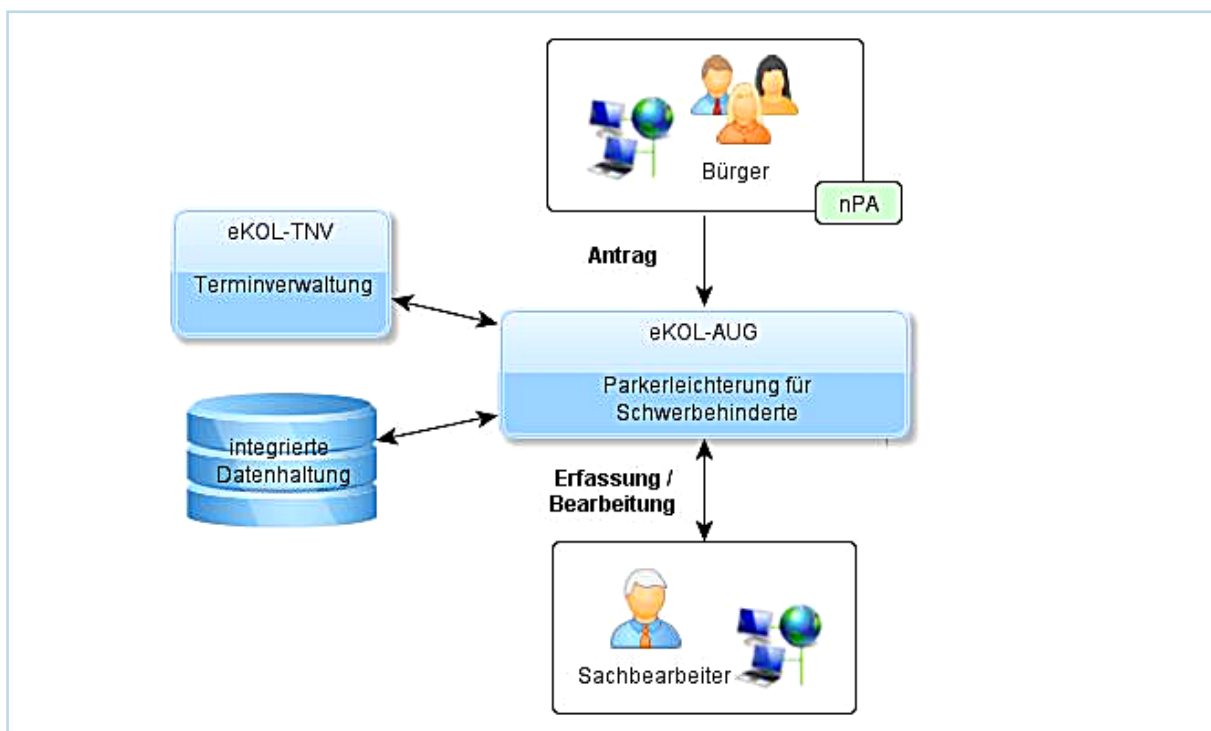 Bürger
nPA
Antrag
eKOL-TNV
Terminverwaltung
eKOL-AUG
Parkerleichterung für
Schwerbehinderte
integrierte
Datenhaltung
Erfassung /
Bearbeitung
Sachbearbeiter